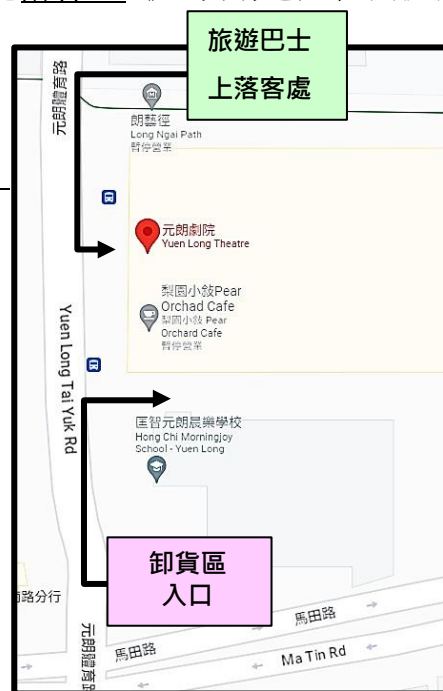 旅遊巴士
上落客處
元朗體育路
朗藝徑
Long Ngai Path
暫停營業
元朗劇院
Yuen Long Theatre
梨園小敍Pear
Orchad Cafe
梨園小敍 Pear
Orchard Cafe
暫停營業
Yuen Long Tai Yuk Rd
匡智元朗晨樂學校
Hong Chi Morningjoy
School - Yuen Long
卸貨區
入口
路分行
元朗體育路
馬田路
馬田路
Ma Tin Rd